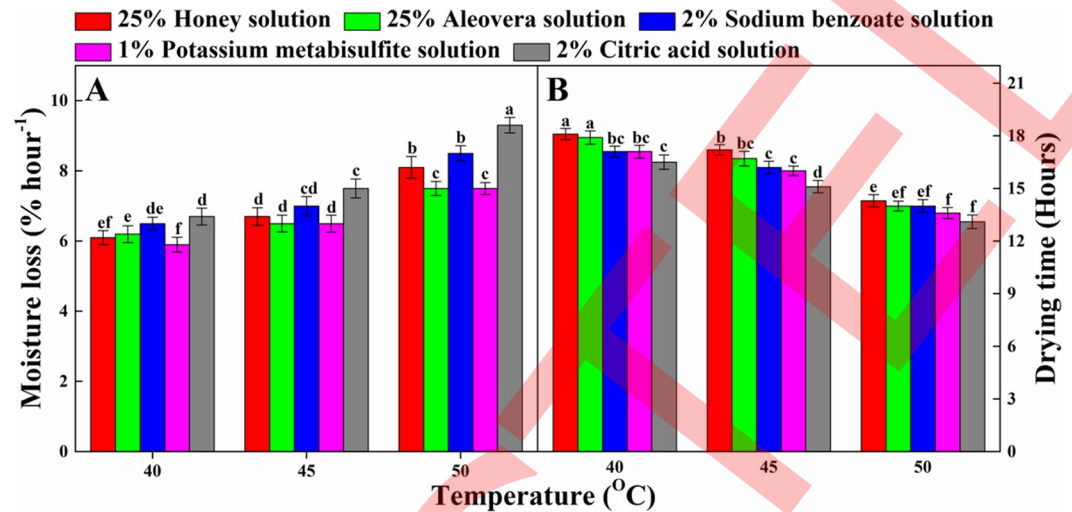 25% Honey solution 25% Aleovera solution 2% Sodium benzoate solution
1% Potassium metabisulfite solution 2% Citric acid solution
A
Moisture loss (% hour⁻¹)
10
8
6
4
2
0
ef e de f d
d d cd d c
b c b c a
40 45 50
B
a a bc bc c
b bc c c d
e ef ef f f
40 45 50
21
18
15
12
9
6
3
0
Drying time (Hours)
Temperature (ᴼC)